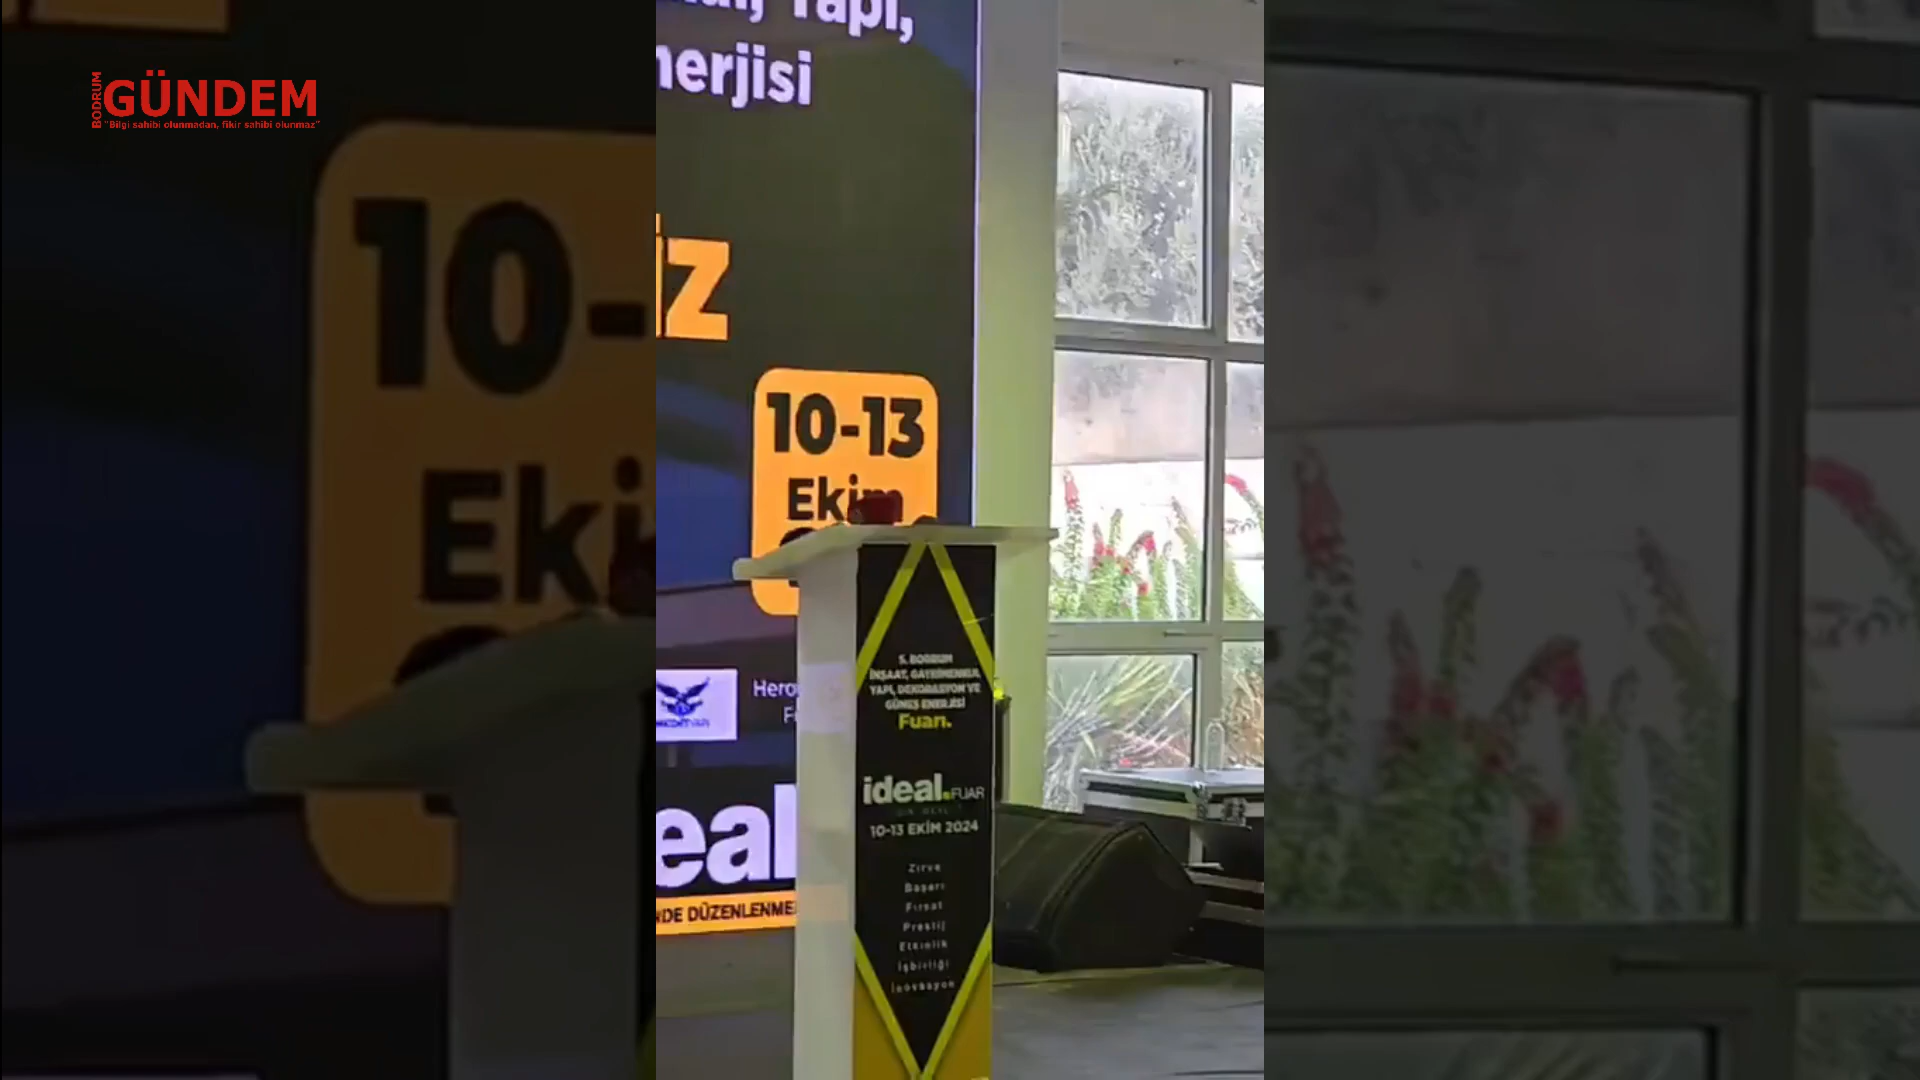 BODRUM
GÜNDEM
"Bilgi sahibi olunmadan, fikir sahibi olunmaz"
Yapı,
nerjisi
iz
10-13
Ekim
Hero
F
eal
NDE DÜZENLENME
5. BODRUM
İNŞAAT, GAYRİMENKUL
YAPI, DEKORASYON VE
GÜNEŞ ENERJİSİ
Fuarı.
ideal.FUAR
10-13 EKİM 2024
Zirve
Başarı
Fırsat
Prestij
Etkinlik
İşbirliği
İnovasyon
10-
Eki